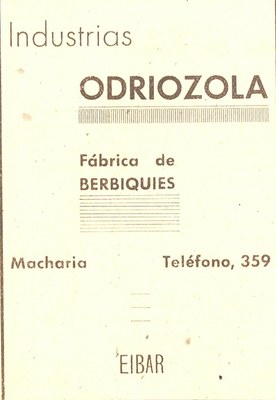 Industrias
ODRIOZOLA
Fábrica de
BERBIQUIES
Macharia Teléfono, 359
EIBAR